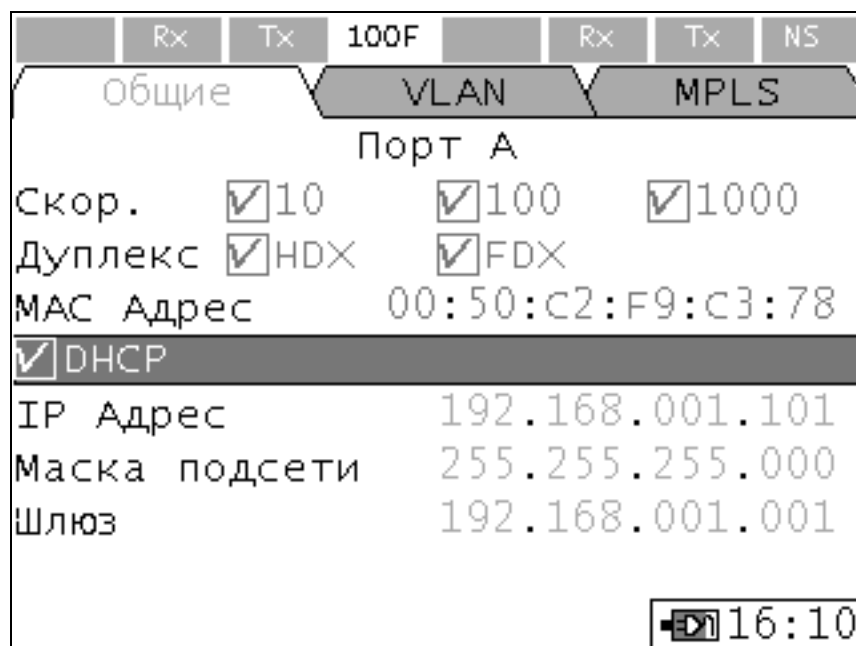 Rx Tx 100F Rx Tx NS
Общие VLAN MPLS
Порт A
Скор. 10 100 1000
Дуплекс HDX FDX
MAC Адрес 00:50:C2:F9:C3:78
DHCP
IP Адрес 192.168.001.101
Маска подсети 255.255.255.000
Шлюз 192.168.001.001
16:10